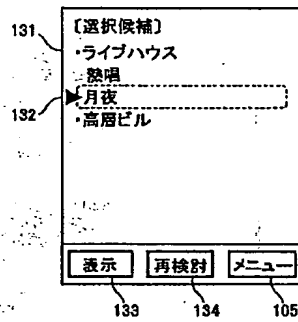 131
〔選択候補〕
・ライブハウス
熱唱
132
▶月夜
・高層ビル
表示 再検討 メニュー
133 134 105